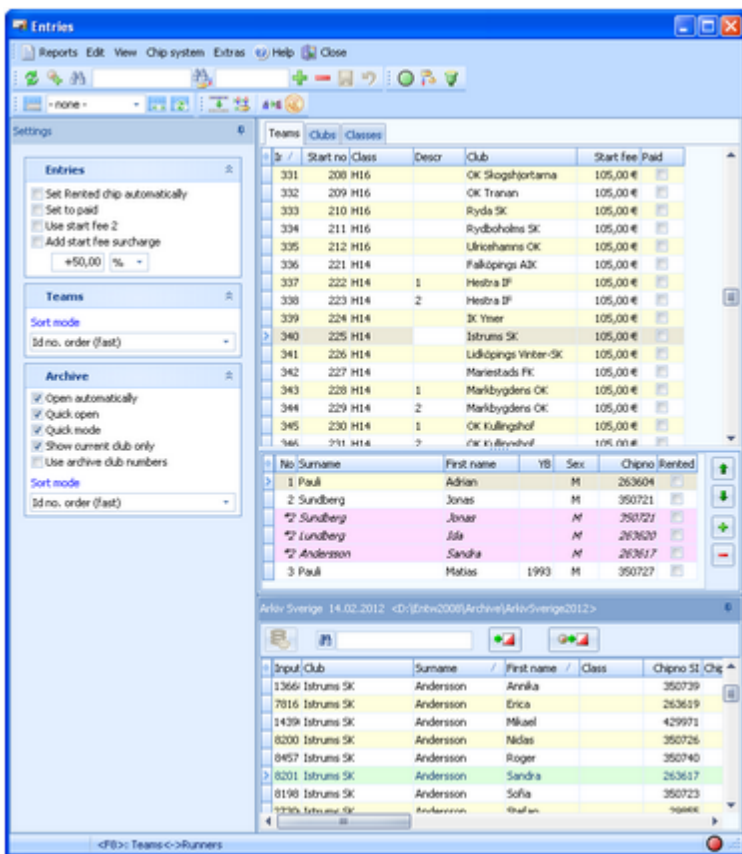 Entries
Reports Edit View Chip system Extras Help Close
- none -
Settings
Entries
Set Rented chip automatically
Set to paid
Use start fee 2
Add start fee surcharge
+50,00 %
Teams
Sort mode
Id no. order (fast)
Archive
Open automatically
Quick open
Quick mode
Show current club only
Use archive club numbers
Sort mode
Id no. order (fast)
Teams Clubs Classes
Start no Class Descr Club Start fee Paid
331 208 H16 OK Skogshjortarna 105,00 €
332 209 H16 OK Tranan 105,00 €
333 210 H16 Ryda SK 105,00 €
334 211 H16 Rydboholms SK 105,00 €
335 212 H16 Ulricehamns OK 105,00 €
336 221 H14 Falköpings AIK 105,00 €
337 222 H14 1 Hestra IF 105,00 €
338 223 H14 2 Hestra IF 105,00 €
339 224 H14 IK Ymer 105,00 €
340 225 H14 Istrums SK 105,00 €
341 226 H14 Lidköpings Vinter-SK 105,00 €
342 227 H14 Mariestads FK 105,00 €
343 228 H14 1 Markbygdens OK 105,00 €
344 229 H14 2 Markbygdens OK 105,00 €
345 230 H14 1 OK Kullingshof 105,00 €
346 231 H14 2 OK Kullingshof 105,00 €
No Surname First name YB Sex Chipno Rented
1 Pauli Adrian M 263604
2 Sundberg Jonas M 350721
*2 Sundberg Jonas M 350721
*2 Lundberg Ida M 263620
*2 Andersson Sandra M 263617
3 Pauli Matias 1993 M 350727
Arkiv Sverige 14.02.2012 <D:\Entw2008\Archive\ArkivSverige2012>
Input Club Surname / First name / Class Chipno SI
1366 Istrums SK Andersson Annika 350739
7816 Istrums SK Andersson Erica 263619
1439 Istrums SK Andersson Mikael 429971
8200 Istrums SK Andersson Niclas 350726
8457 Istrums SK Andersson Roger 350740
8201 Istrums SK Andersson Sandra 263617
8198 Istrums SK Andersson Sofia 350723
Istrums SK Andersson Stefan
<F8>: Teams<->Runners